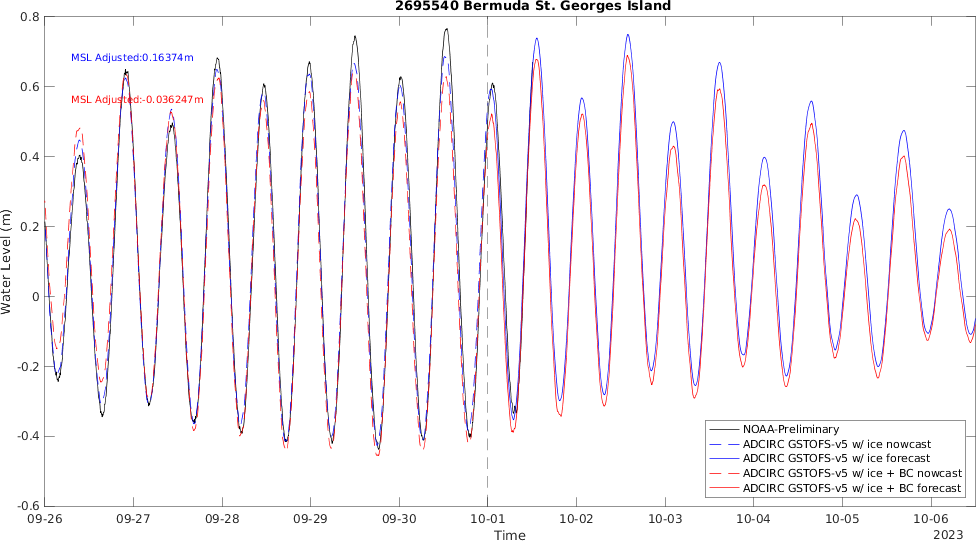 2695540 Bermuda St. Georges Island
0.8
MSL Adjusted:0.16374m
0.6
MSL Adjusted:-0.036247m
0.4
0.2
Water Level (m)
0
-0.2
-0.4
-0.6
NOAA-Preliminary
ADCIRC GSTOFS-v5 w/ ice nowcast
ADCIRC GSTOFS-v5 w/ ice forecast
ADCIRC GSTOFS-v5 w/ ice + BC nowcast
ADCIRC GSTOFS-v5 w/ ice + BC forecast
09-26 09-27 09-28 09-29 09-30 10-01 10-02 10-03 10-04 10-05 10-06
Time
2023